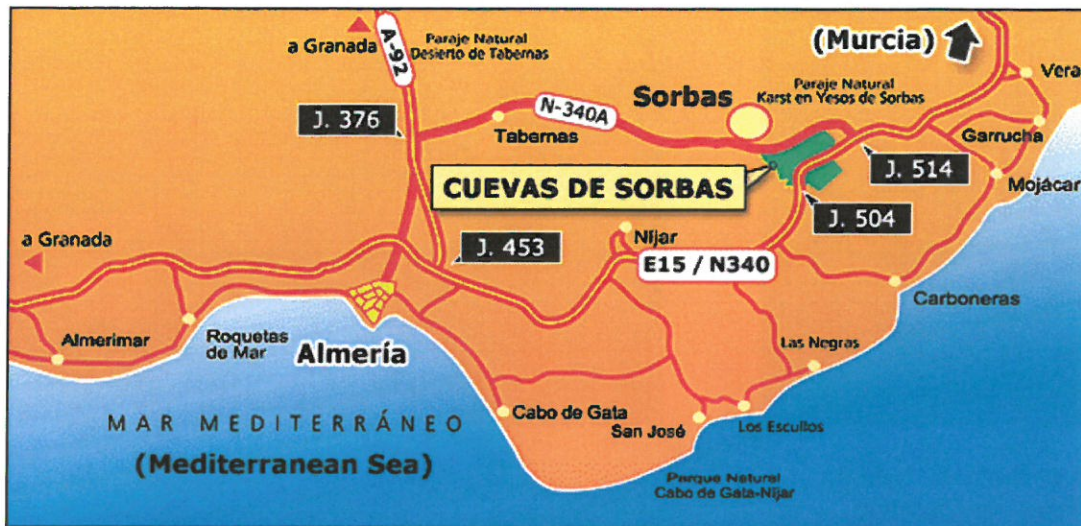 a Granada
A-92
Paraje Natural
Desierto de Tabernas
(Murcia)
Vera
J. 376
N-340A
Tabernas
Sorbas
Paraje Natural
Karst en Yesos de Sorbas
Garrucha
J. 514
Mojácar
CUEVAS DE SORBAS
J. 504
a Granada
J. 453
Níjar
E15 / N340
Carboneras
Almerimar
Roquetas
de Mar
Almería
Las Negras
MAR MEDITERRÁNEO
(Mediterranean Sea)
Cabo de Gata
San José
Los Escullos
Parque Natural
Cabo de Gata-Níjar